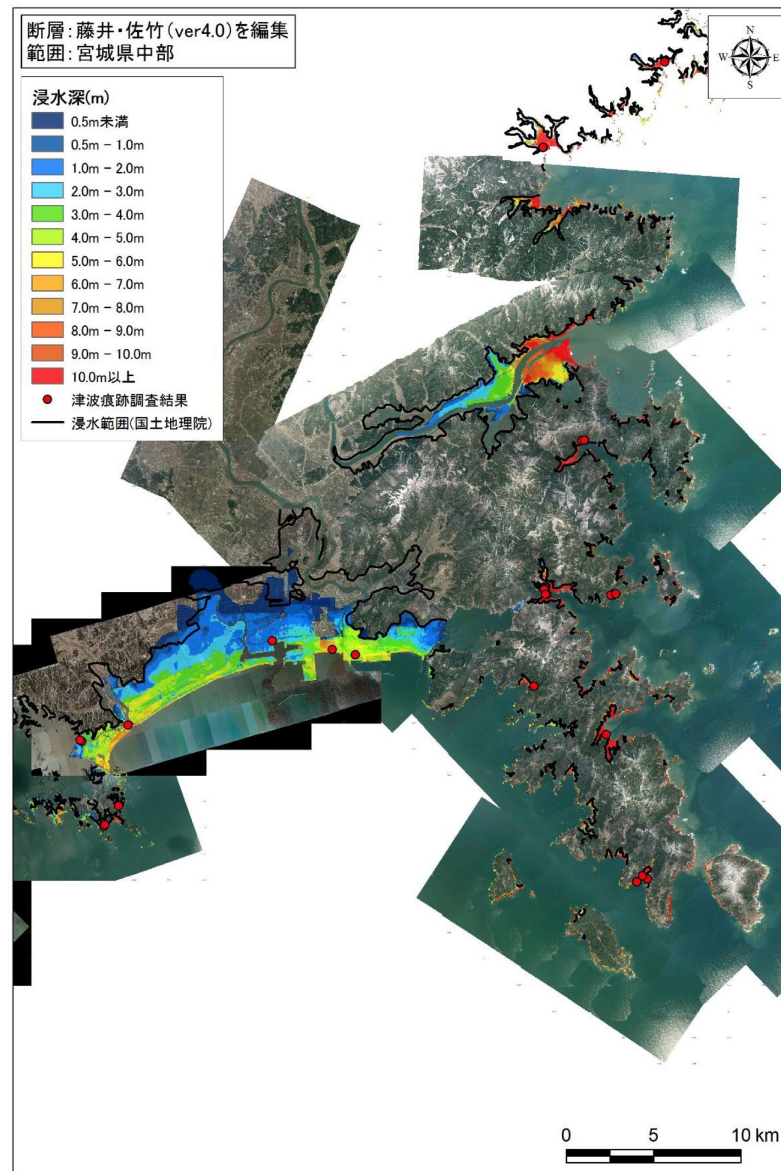 断層:藤井・佐竹(ver4.0)を編集
範囲:宮城県中部
N
W
E
S
浸水深(m)
0.5m未満
0.5m − 1.0m
1.0m − 2.0m
2.0m − 3.0m
3.0m − 4.0m
4.0m − 5.0m
5.0m − 6.0m
6.0m − 7.0m
7.0m − 8.0m
8.0m − 9.0m
9.0m − 10.0m
10.0m以上
津波痕跡調査結果
浸水範囲(国土地理院)
0 5 10 km